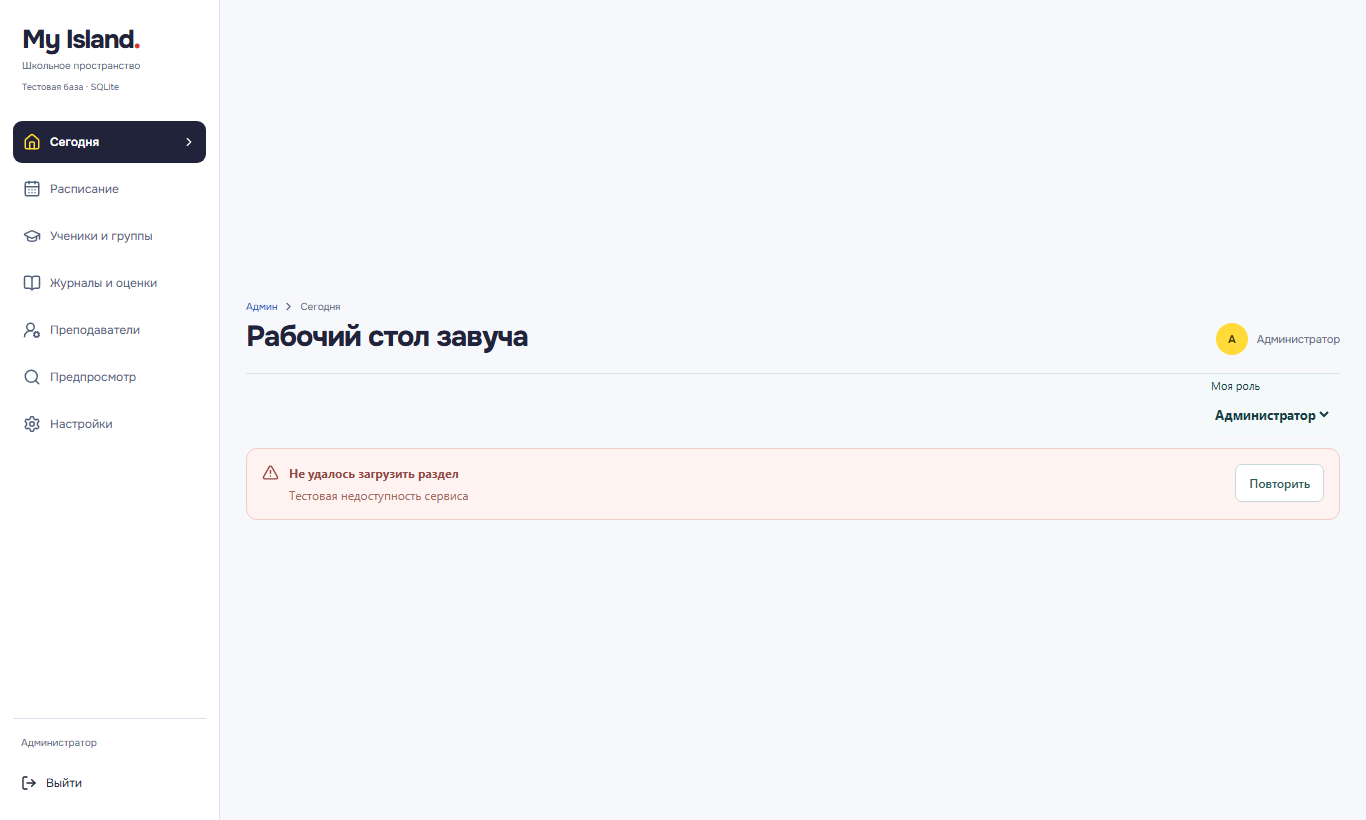 My Island.
Школьное пространство
Тестовая база · SQLite
Сегодня
Расписание
Ученики и группы
Журналы и оценки
Преподаватели
Предпросмотр
Настройки
Администратор
Выйти
Админ > Сегодня
Рабочий стол завуча
А Администратор
Моя роль
Администратор
Не удалось загрузить раздел
Тестовая недоступность сервиса
Повторить